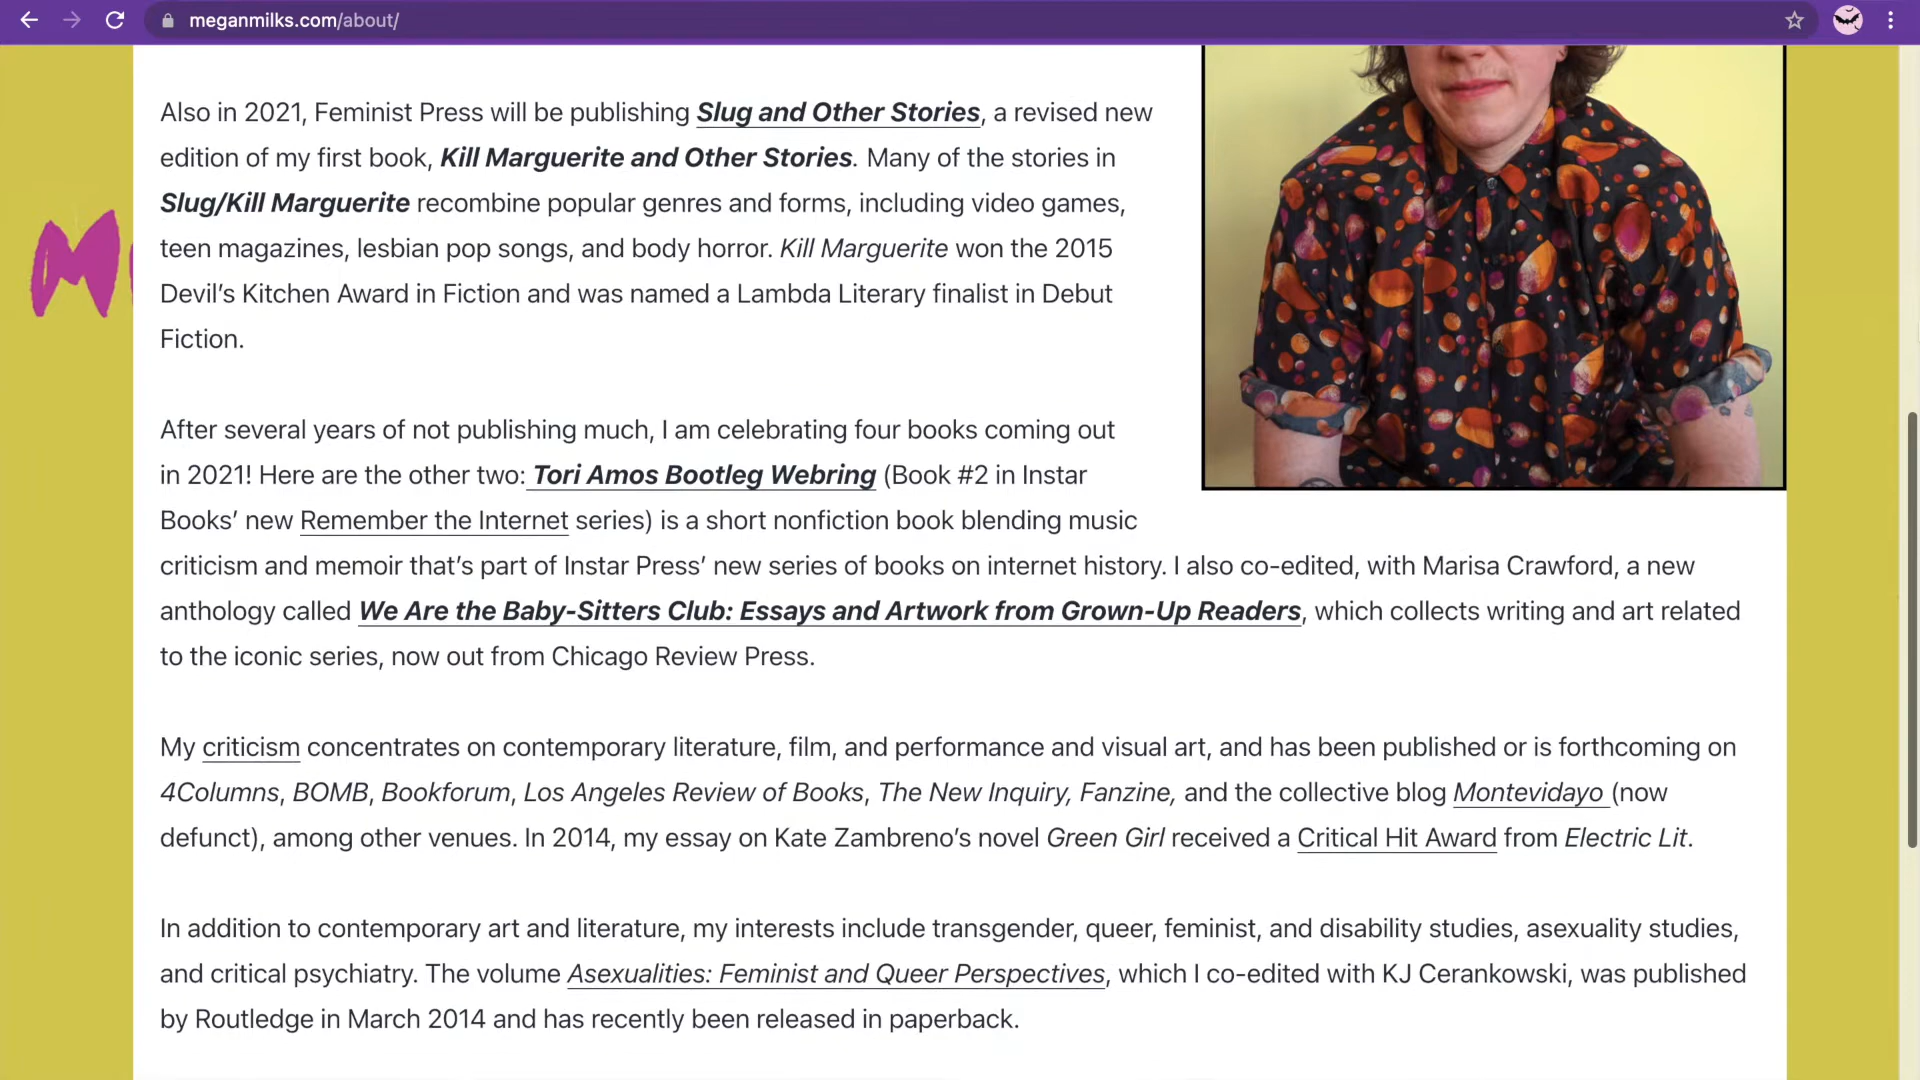 meganmilks.com/about/
Also in 2021, Feminist Press will be publishing Slug and Other Stories, a revised new
edition of my first book, Kill Marguerite and Other Stories. Many of the stories in
Slug/Kill Marguerite recombine popular genres and forms, including video games,
teen magazines, lesbian pop songs, and body horror. Kill Marguerite won the 2015
Devil’s Kitchen Award in Fiction and was named a Lambda Literary finalist in Debut
Fiction.
M
After several years of not publishing much, I am celebrating four books coming out
in 2021! Here are the other two: Tori Amos Bootleg Webring (Book #2 in Instar
Books’ new Remember the Internet series) is a short nonfiction book blending music
criticism and memoir that’s part of Instar Press’ new series of books on internet history. I also co-edited, with Marisa Crawford, a new
anthology called We Are the Baby-Sitters Club: Essays and Artwork from Grown-Up Readers, which collects writing and art related
to the iconic series, now out from Chicago Review Press.
My criticism concentrates on contemporary literature, film, and performance and visual art, and has been published or is forthcoming on
4Columns, BOMB, Bookforum, Los Angeles Review of Books, The New Inquiry, Fanzine, and the collective blog Montevidayo (now
defunct), among other venues. In 2014, my essay on Kate Zambreno’s novel Green Girl received a Critical Hit Award from Electric Lit.
In addition to contemporary art and literature, my interests include transgender, queer, feminist, and disability studies, asexuality studies,
and critical psychiatry. The volume Asexualities: Feminist and Queer Perspectives, which I co-edited with KJ Cerankowski, was published
by Routledge in March 2014 and has recently been released in paperback.